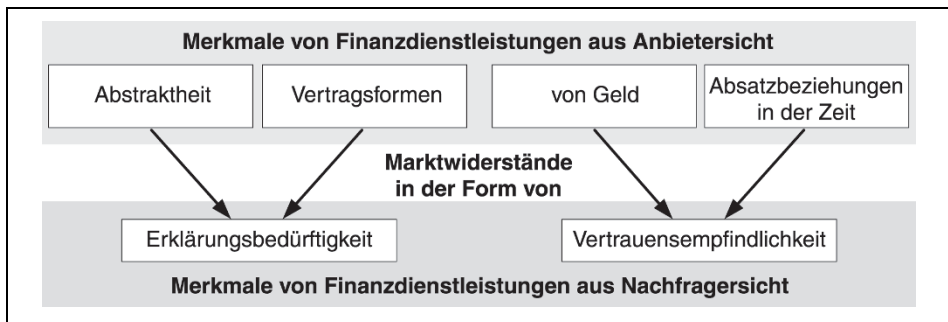 Merkmale von Finanzdienstleistungen aus Anbietersicht
Abstraktheit
Vertragsformen
von Geld
Absatzbeziehungen
in der Zeit
Marktwiderstände
in der Form von
Erklärungsbedürftigkeit
Vertrauensempfindlichkeit
Merkmale von Finanzdienstleistungen aus Nachfragersicht